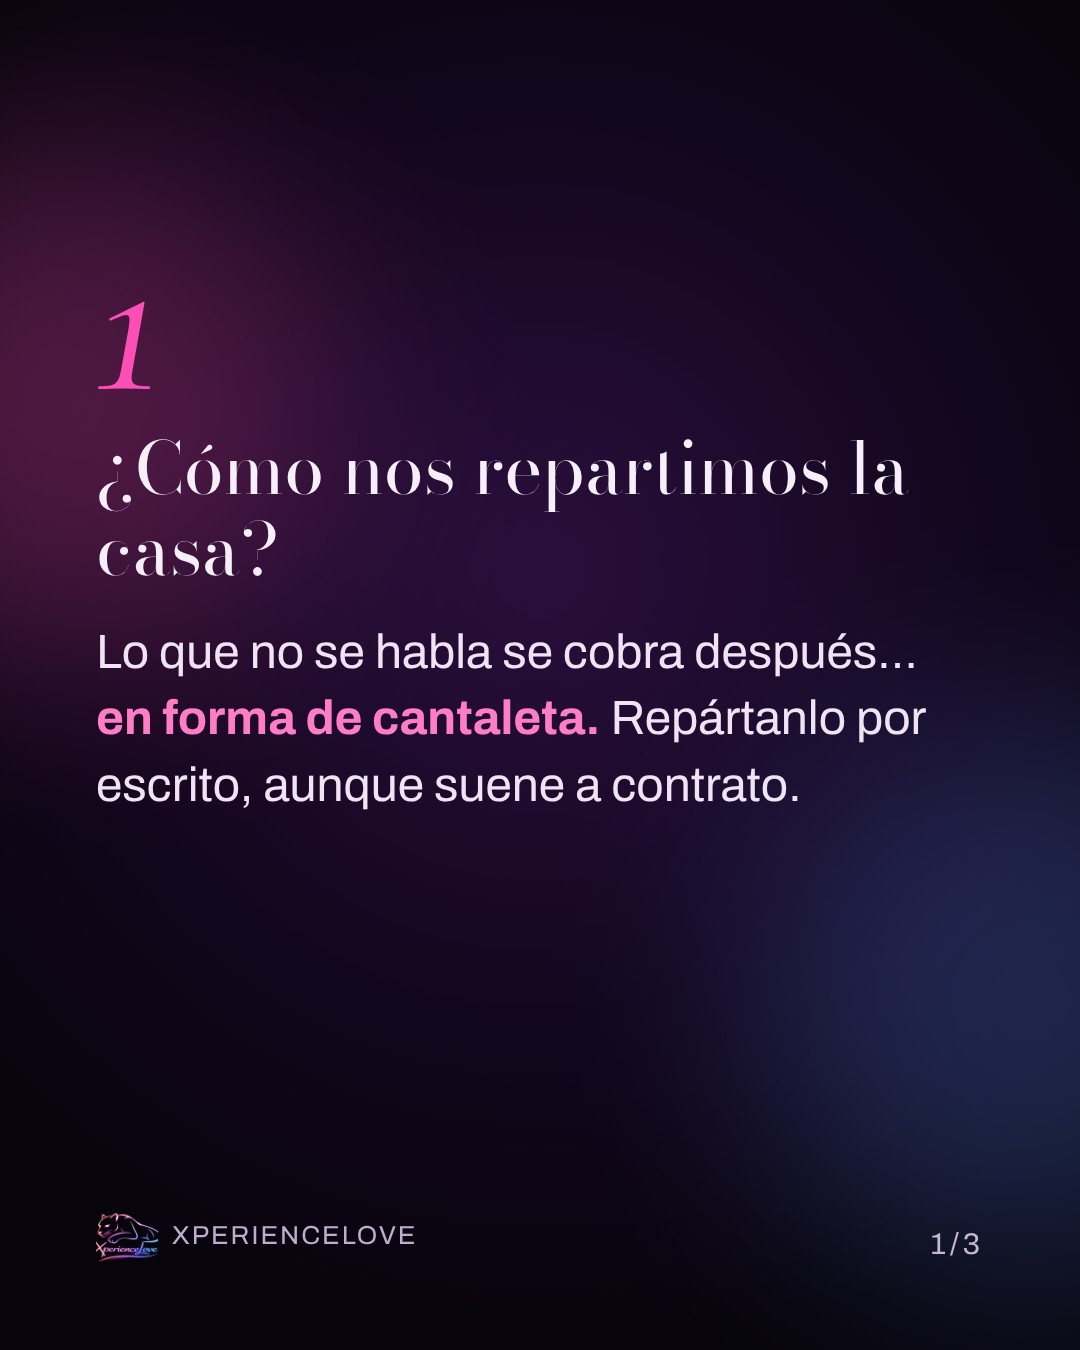 1
¿Cómo nos repartimos la
casa?
Lo que no se habla se cobra después...
en forma de cantaleta. Repártanlo por
escrito, aunque suene a contrato.
XperienceLove
XPERIENCELOVE
1/3